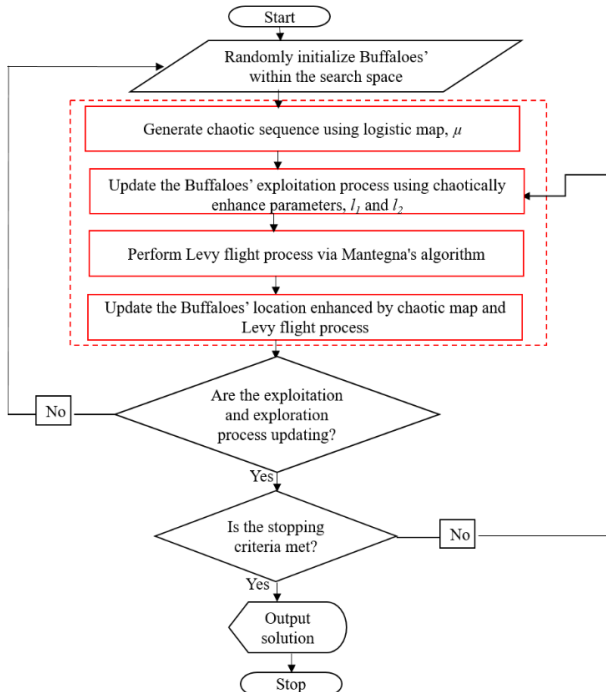 Start
Randomly initialize Buffaloes'
within the search space
Generate chaotic sequence using logistic map, μ
Update the Buffaloes' exploitation process using chaotically
enhance parameters, l1 and l2
Perform Levy flight process via Mantegna's algorithm
Update the Buffaloes' location enhanced by chaotic map and
Levy flight process
Are the exploitation
and exploration
process updating?
No
Yes
Is the stopping
criteria met?
No
Yes
Output
solution
Stop